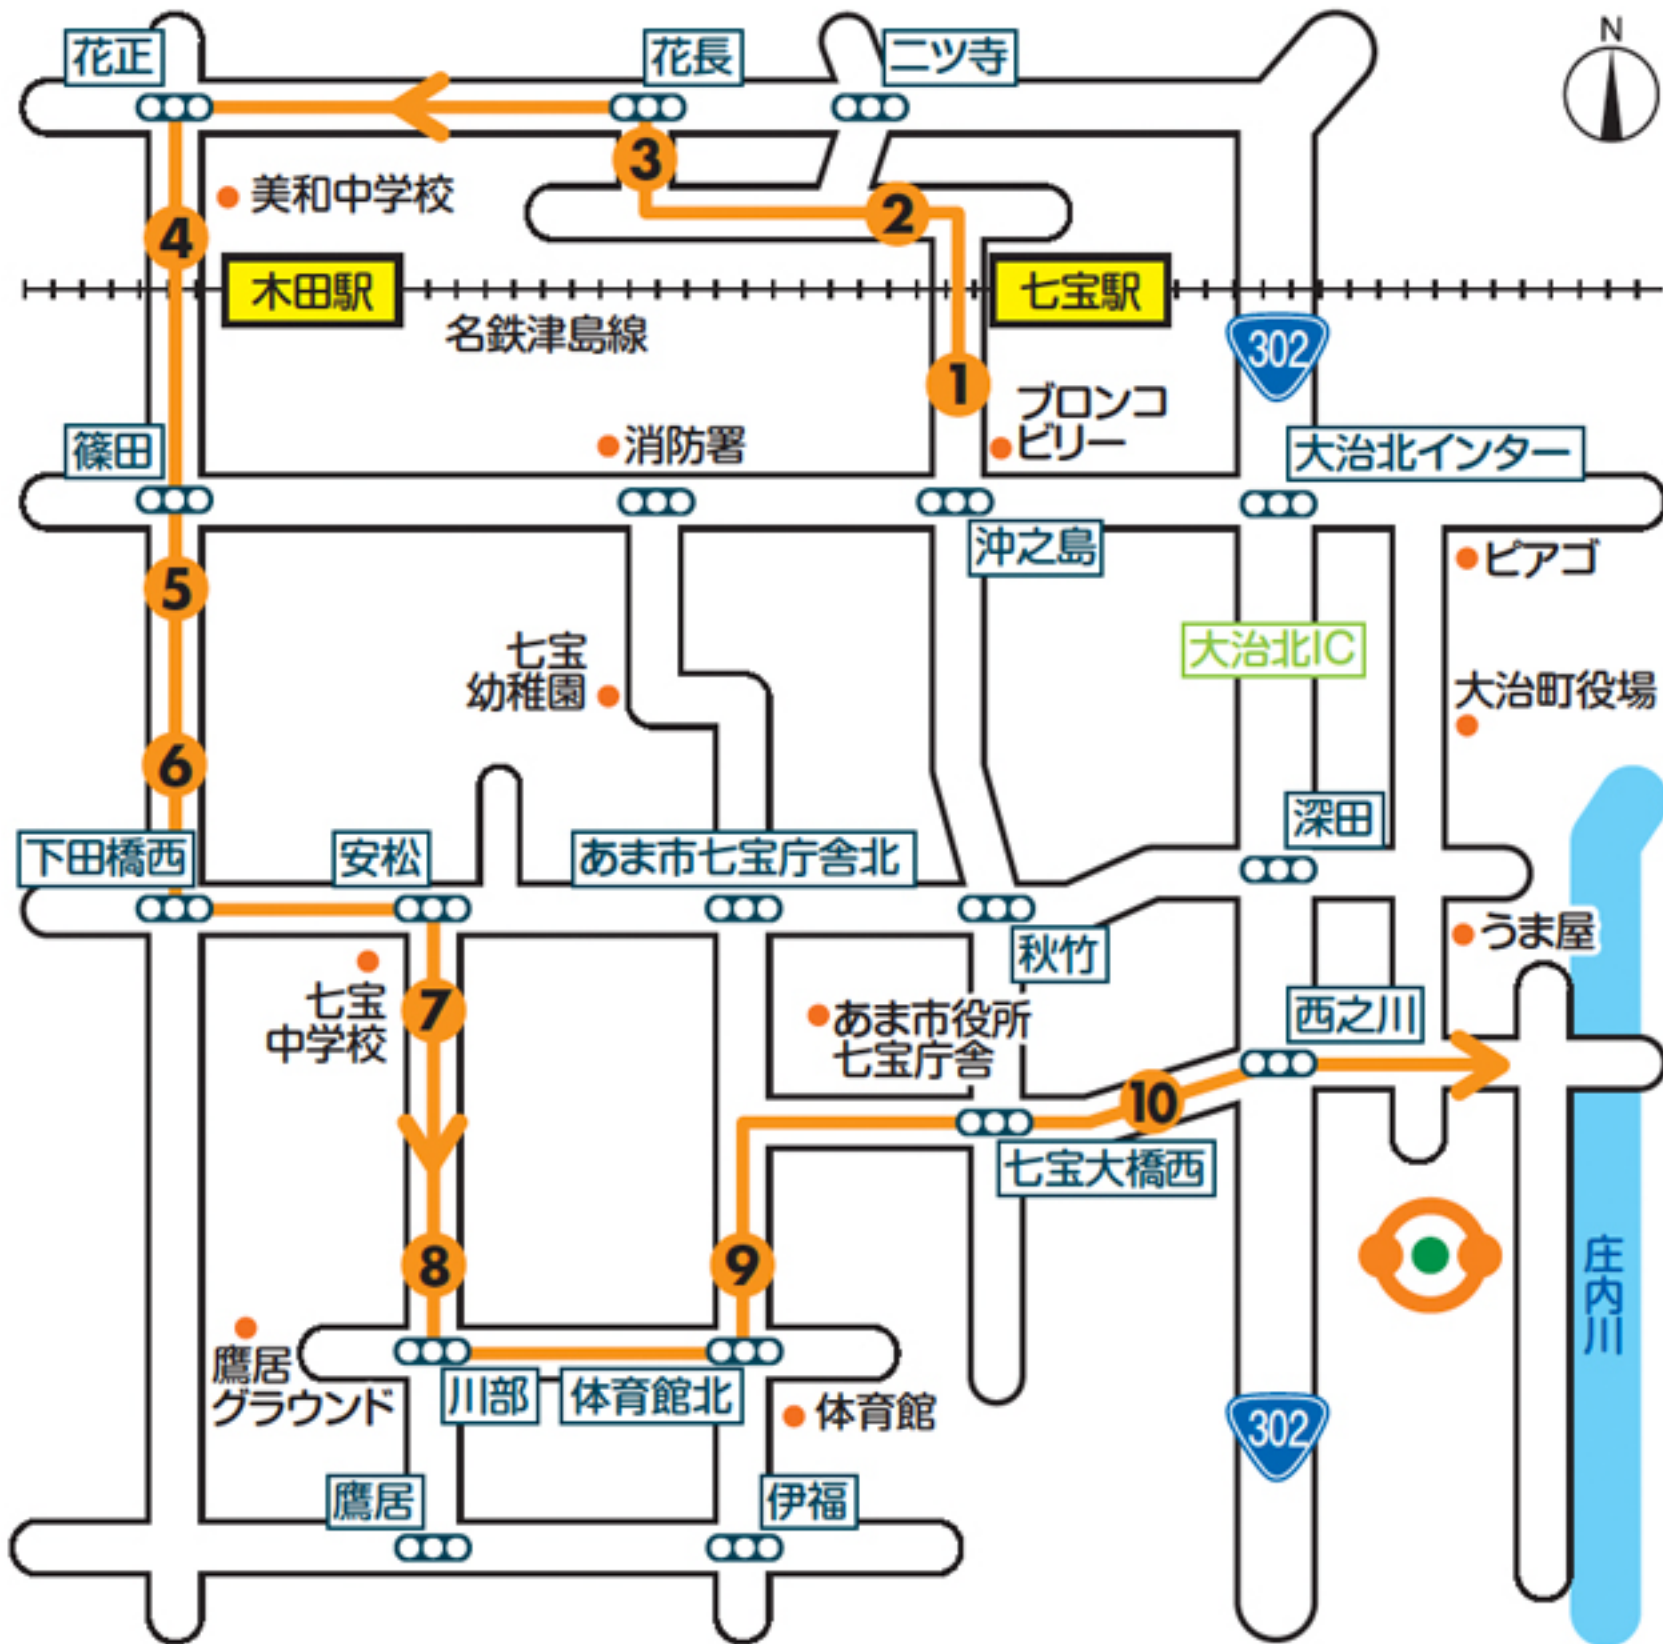 花正
花長
二ツ寺
N
3
美和中学校
2
4
木田駅
七宝駅
名鉄津島線
302
1
ブロンコ
ビリー
篠田
消防署
大治北インター
沖之島
ピアゴ
5
七宝
幼稚園
大治北IC
大治町役場
6
深田
下田橋西
安松
あま市七宝庁舎北
うま屋
秋竹
七宝
中学校
7
あま市役所
七宝庁舎
西之川
10
七宝大橋西
8
9
庄内川
鷹居
グラウンド
川部
体育館北
体育館
302
鷹居
伊福